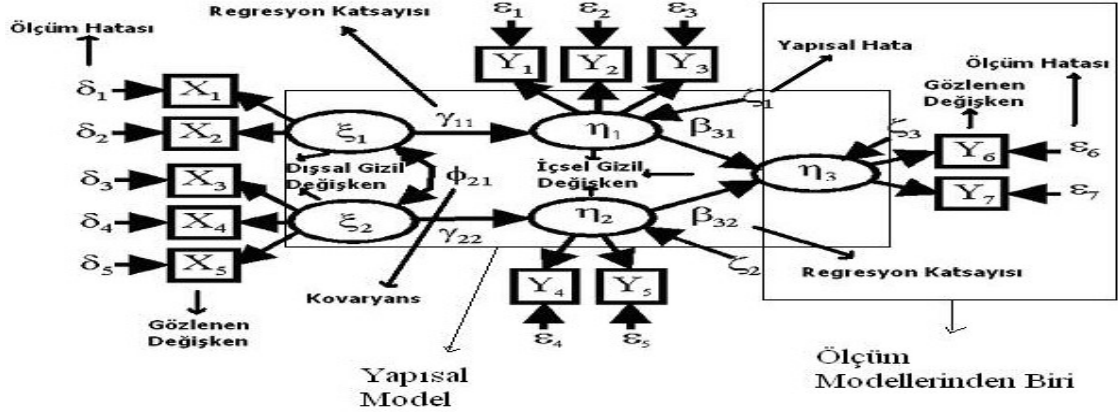 Regresyon Katsayısı
ε1 ε2 ε3
Ölçüm Hatası
Y1 Y2 Y3
Yapısal Hata
Ölçüm Hatası
δ1 X1
Gözlenen
Değişken
δ2 X2
ξ1 γ11 η1 ζ1 β31 ζ3
Y6 ε6
δ3 X3
Dışsal Gizil
Değişken
ϕ21
İçsel Gizil
Değişken
η3
Y7 ε7
δ4 X4
ξ2 γ22 η2 β32
δ5 X5
ζ2
Regresyon Katsayısı
Y4 Y5
Kovaryans
Gözlenen
Değişken
ε4 ε5
Yapısal
Model
Ölçüm
Modellerinden Biri